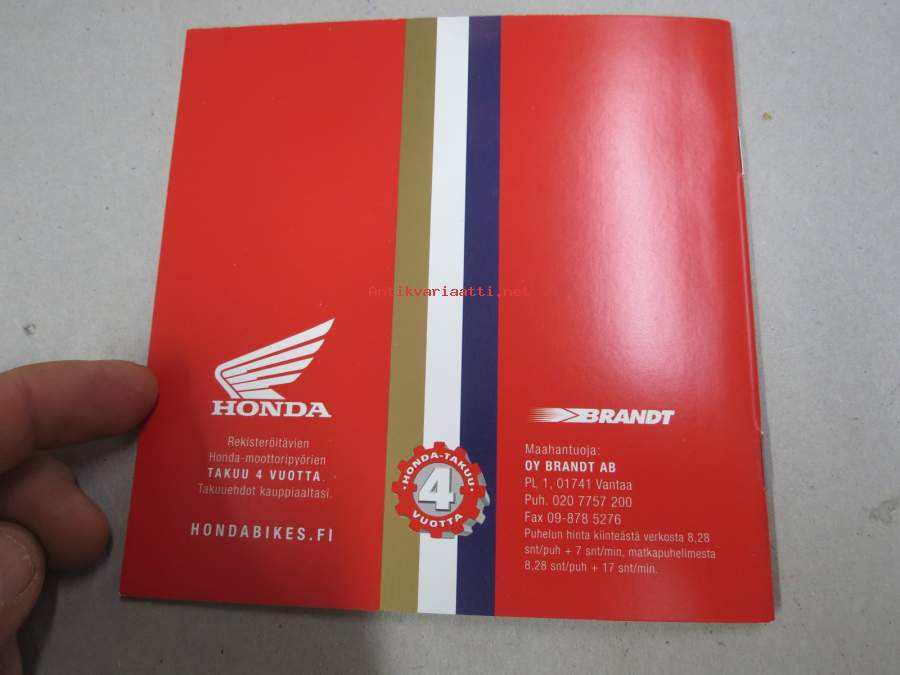 Antikvariaatti.net
HONDA
Rekisteröitävien
Honda-moottoripyörien
TAKUU 4 VUOTTA.
Takuuehdot kauppiaaltasi.
HONDABIKES.FI
HONDA-TAKUU
4
VUOTTA
BRANDT
Maahantuoja:
OY BRANDT AB
PL 1, 01741 Vantaa
Puh. 020 7757 200
Fax 09-878 5276
Puhelun hinta kiinteästä verkosta 8,28
snt/puh + 7 snt/min, matkapuhelimesta
8,28 snt/puh + 17 snt/min.